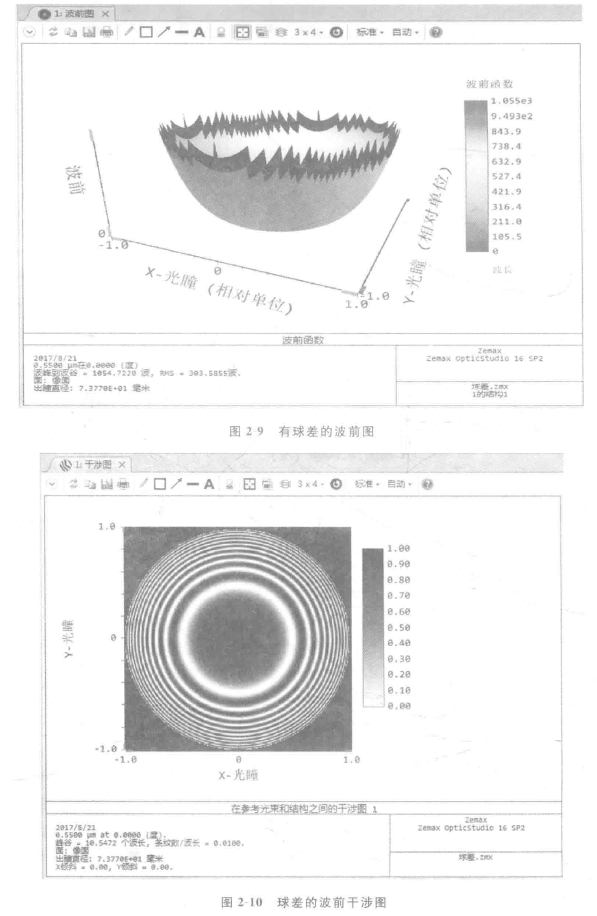 1: 波前图
A
3 x 4
标准
自动
波前函数
1.055e3
9.493e2
843.9
738.4
632.9
527.4
421.9
316.4
211.0
105.5
0
波长
波前
0
-1.0
0
X-光瞳 (相对单位)
1.0
-1.0
Y-光瞳 (相对单位)
波前函数
2017/8/21
0.5500 μm在0.0000 (度)
波峰到波谷 = 1054.7220 波, RMS = 303.5855波.
面: 像面
出瞳直径: 7.3770E+01 毫米
Zemax
Zemax OpticStudio 16 SP2
球差.zmx
1的结构1
图 2-9 有球差的波前图
1: 干涉图
A
3 x 4
标准
自动
1.0
0
-1.0
Y-光瞳
-1.0
0
1.0
X-光瞳
1.00
0.90
0.80
0.70
0.60
0.50
0.40
0.30
0.20
0.10
0.00
在参考光束和结构之间的干涉图 1
2017/8/21
0.5500 μm at 0.0000 (度).
峰谷 = 10.5472 个波长, 条纹数/波长 = 0.0100.
面: 像面
出瞳直径: 7.3770E+01 毫米
X倾斜 = 0.00, Y倾斜 = 0.00.
Zemax
Zemax OpticStudio 16 SP2
球差.zmx
图 2-10 球差的波前干涉图